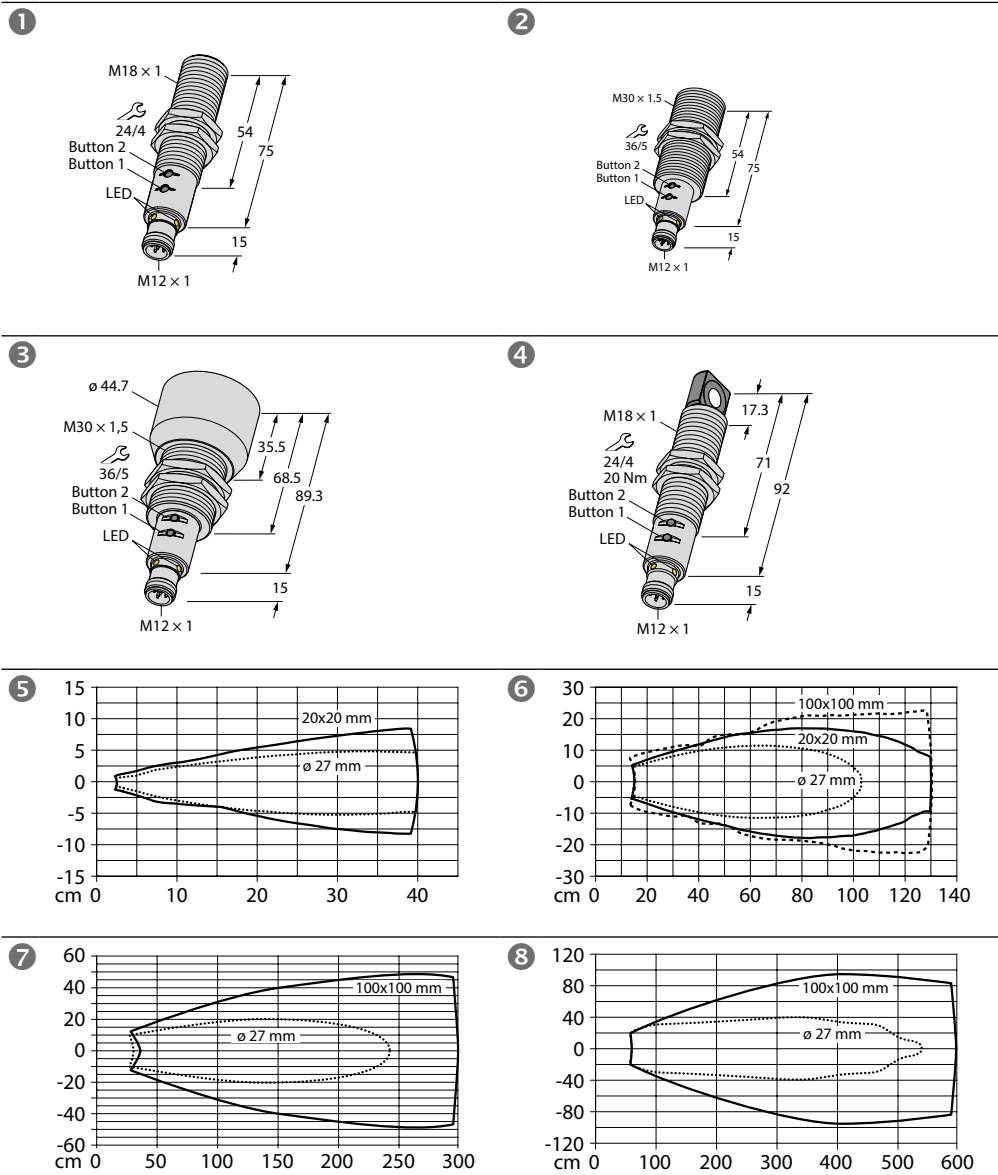 1
M18 × 1
24/4
Button 2
Button 1
LED
54
75
15
M12 × 1
2
M30 × 1.5
36/5
Button 2
Button 1
LED
54
75
15
M12 × 1
3
ø 44.7
M30 × 1,5
36/5
Button 2
Button 1
LED
35.5
68.5
89.3
15
M12 × 1
4
M18 × 1
24/4
20 Nm
Button 2
Button 1
LED
17.3
71
92
15
M12 × 1
5
15
10
5
0
-5
-10
-15
20x20 mm
ø 27 mm
cm 0 10 20 30 40
6
30
20
10
0
-10
-20
-30
100x100 mm
20x20 mm
ø 27 mm
cm 0 20 40 60 80 100 120 140
7
60
40
20
0
-20
-40
-60
100x100 mm
ø 27 mm
cm 0 50 100 150 200 250 300
8
120
80
40
0
-40
-80
-120
100x100 mm
ø 27 mm
cm 0 100 200 300 400 500 600